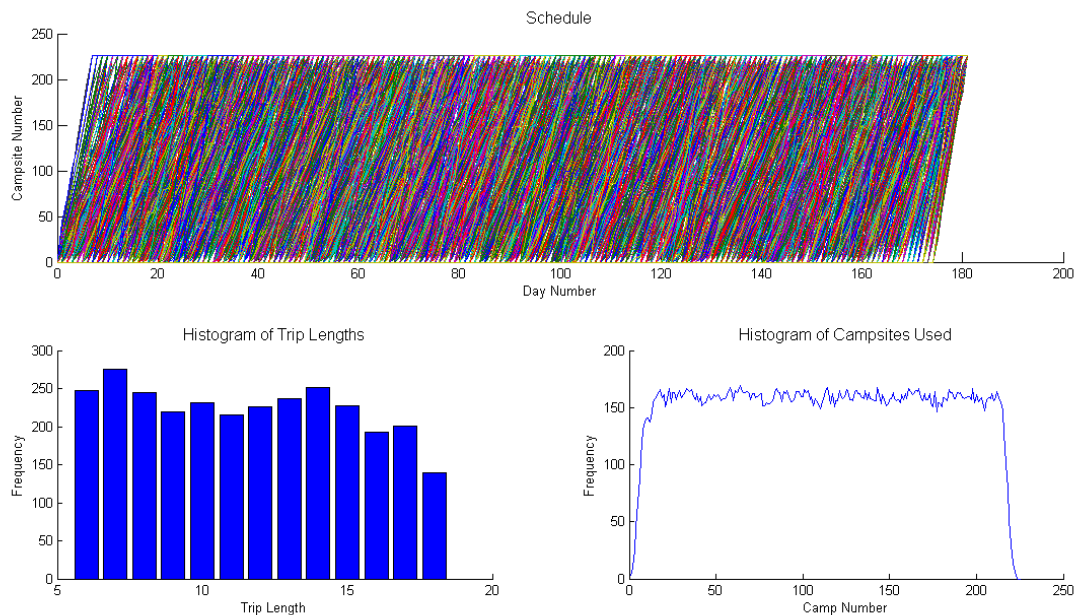 Schedule
250
200
150
100
50
0
Campsite Number
0 20 40 60 80 100 120 140 160 180 200
Day Number
Histogram of Trip Lengths
300
250
200
150
100
50
0
Frequency
5 10 15 20
Trip Length
Histogram of Campsites Used
200
150
100
50
0
Frequency
0 50 100 150 200 250
Camp Number